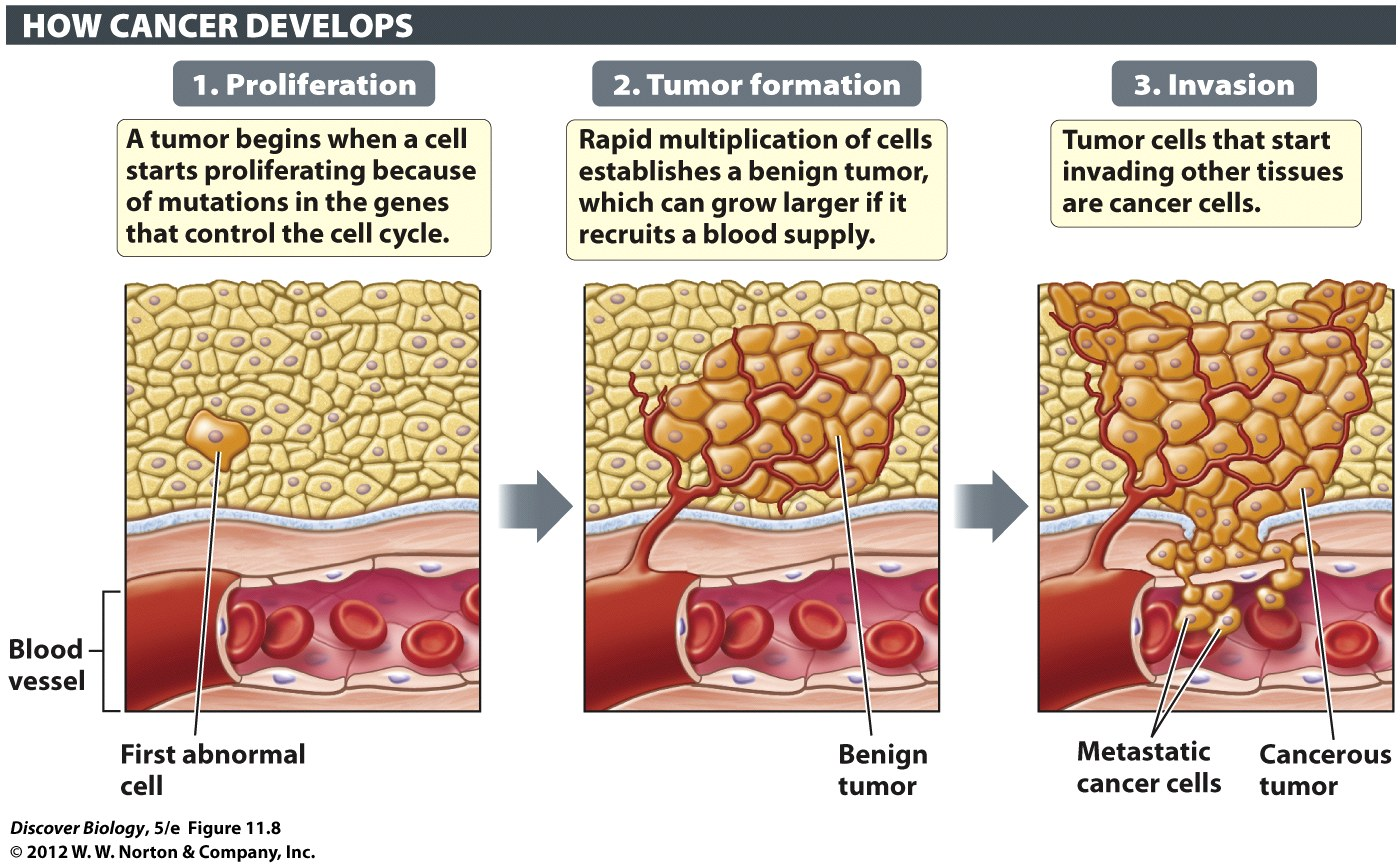 HOW CANCER DEVELOPS
1. Proliferation
A tumor begins when a cell
starts proliferating because
of mutations in the genes
that control the cell cycle.
2. Tumor formation
Rapid multiplication of cells
establishes a benign tumor,
which can grow larger if it
recruits a blood supply.
3. Invasion
Tumor cells that start
invading other tissues
are cancer cells.
Blood
vessel
First abnormal
cell
Benign
tumor
Metastatic
cancer cells
Cancerous
tumor
Discover Biology, 5/e Figure 11.8
© 2012 W. W. Norton & Company, Inc.